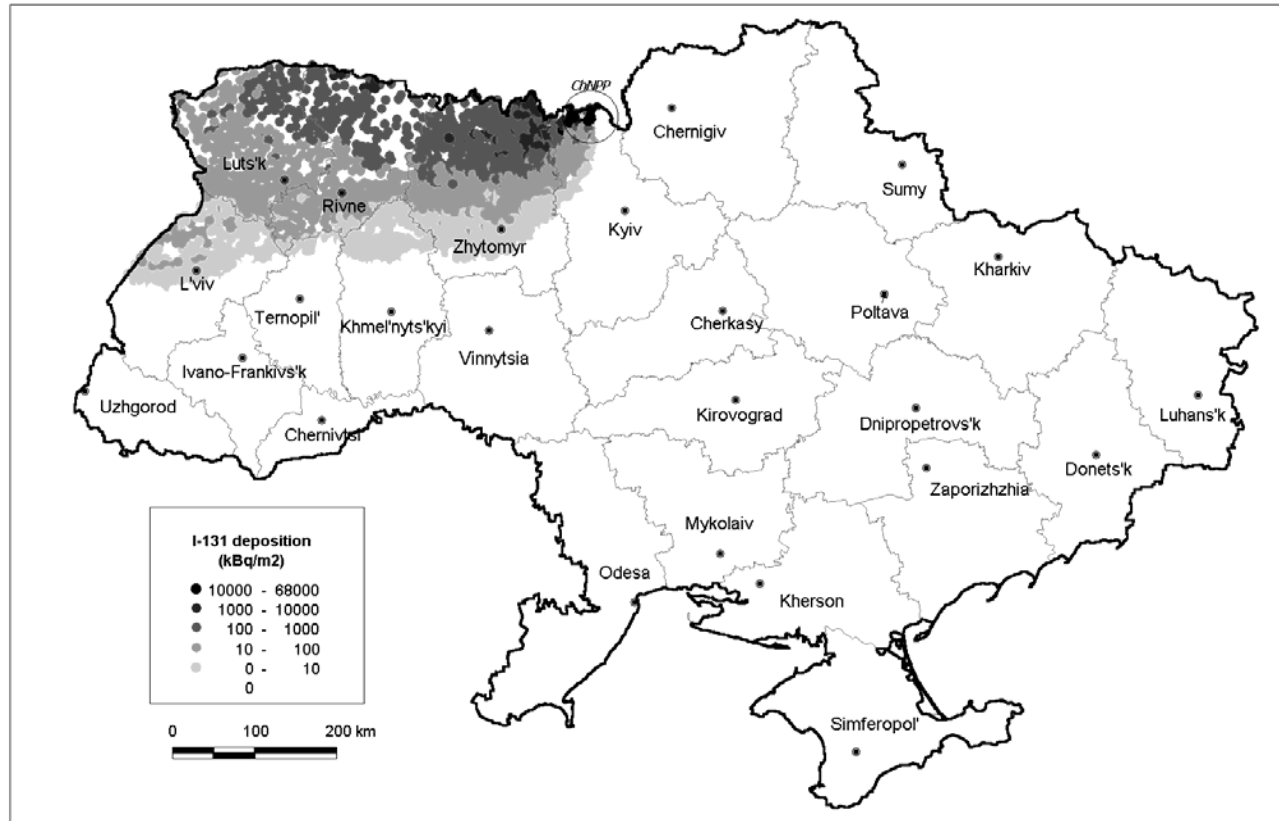 ChNPP
Chernigiv
Sumy
Luts'k
Rivne
Kyiv
Zhytomyr
Kharkiv
L'viv
Ternopil'
Khmel'nyts'kyi
Cherkasy
Poltava
Vinnytsia
Ivano-Frankivs'k
Uzhgorod
Kirovograd
Luhans'k
Chernivtsi
Dnipropetrovs'k
Donets'k
Zaporizhzhia
Mykolaiv
Odesa
Kherson
Simferopol'
I-131 deposition
(kBq/m2)
10000 - 68000
1000 - 10000
100 - 1000
10 - 100
0 - 10
0
0 100 200 km